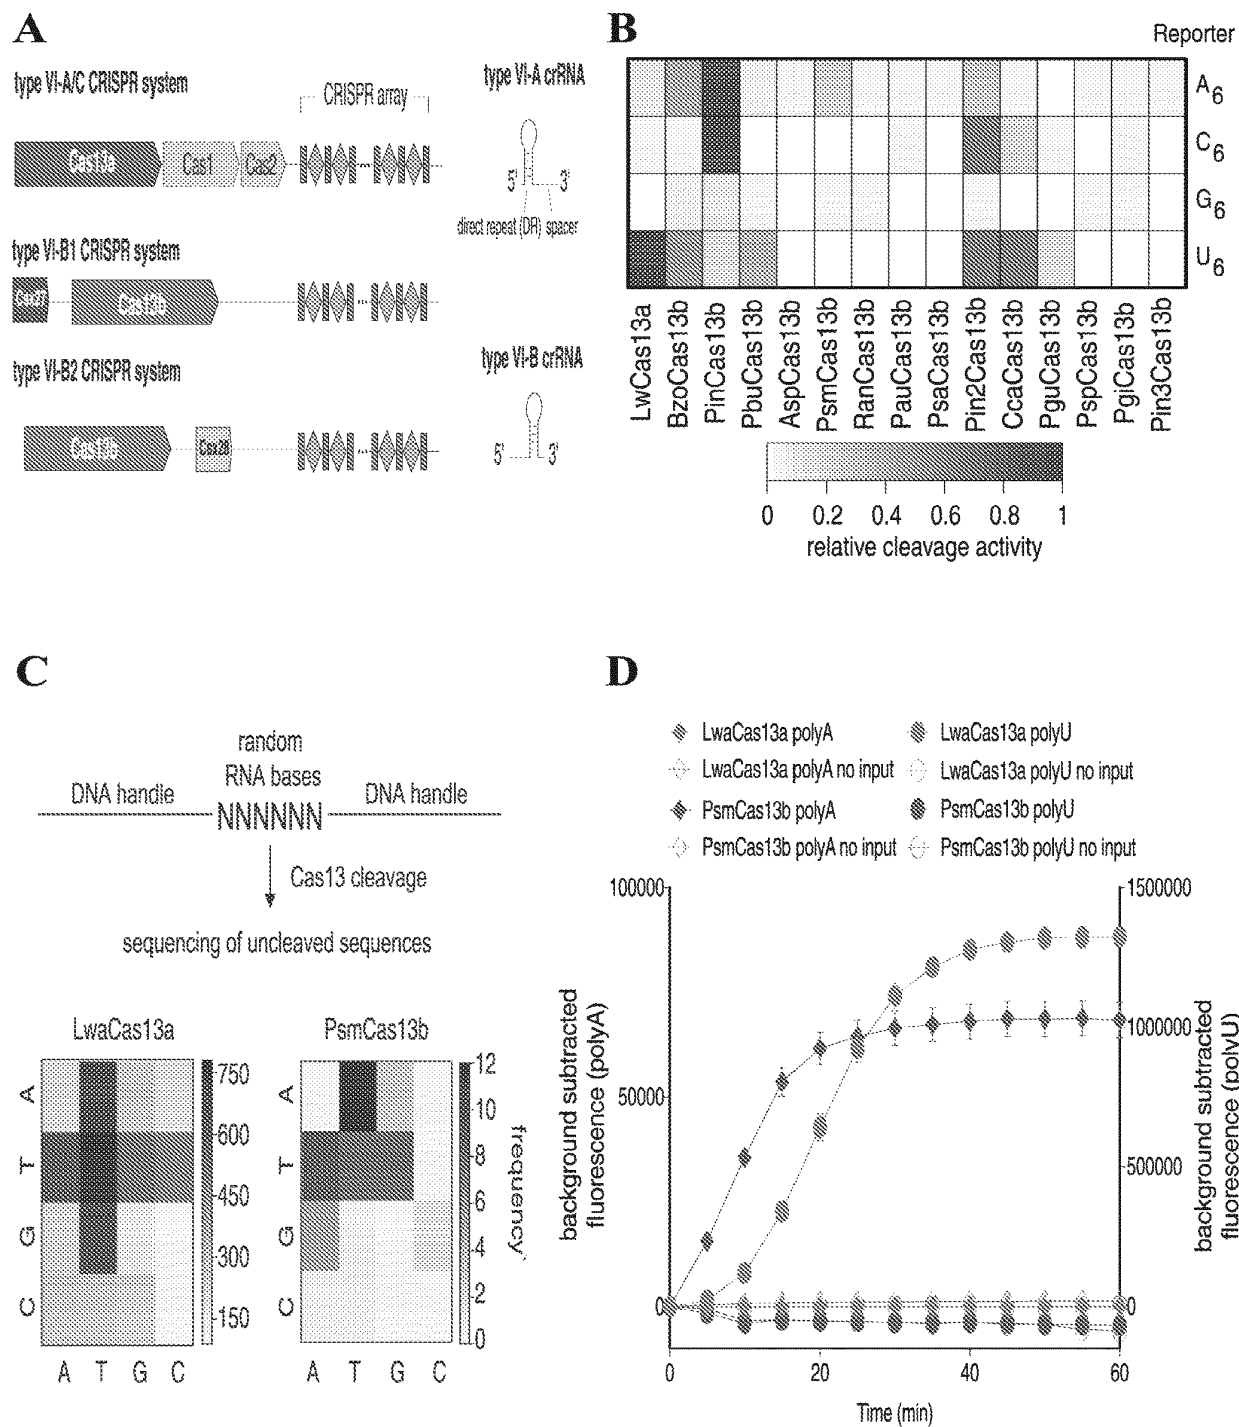 A
type VI-A/C CRISPR system
CRISPR array
type VI-A crRNA
Cas13a
Cas1
Cas2
5'
3'
direct repeat (DR) spacer
type VI-B1 CRISPR system
Csx27
Cas13b
type VI-B2 CRISPR system
type VI-B crRNA
Cas13b
Csx28
5'
3'
B
Reporter
A6
C6
G6
U6
LwCas13a
BzoCas13b
PinCas13b
PbuCas13b
AspCas13b
PsmCas13b
RanCas13b
PauCas13b
PsaCas13b
Pin2Cas13b
CcaCas13b
PguCas13b
PspCas13b
PgiCas13b
Pin3Cas13b
0 0.2 0.4 0.6 0.8 1
relative cleavage activity
C
random
RNA bases
DNA handle
NNNNNN
DNA handle
Cas13 cleavage
sequencing of uncleaved sequences
LwaCas13a
A
T
G
C
A T G C
750
600
450
300
150
PsmCas13b
A
T
G
C
A T G C
12
10
8
6
4
2
0
frequency
D
LwaCas13a polyA
LwaCas13a polyU
LwaCas13a polyA no input
LwaCas13a polyU no input
PsmCas13b polyA
PsmCas13b polyU
PsmCas13b polyA no input
PsmCas13b polyU no input
100000
50000
0
background subtracted
fluorescence (polyA)
1500000
1000000
500000
0
background subtracted
fluorescence (polyU)
0 20 40 60
Time (min)